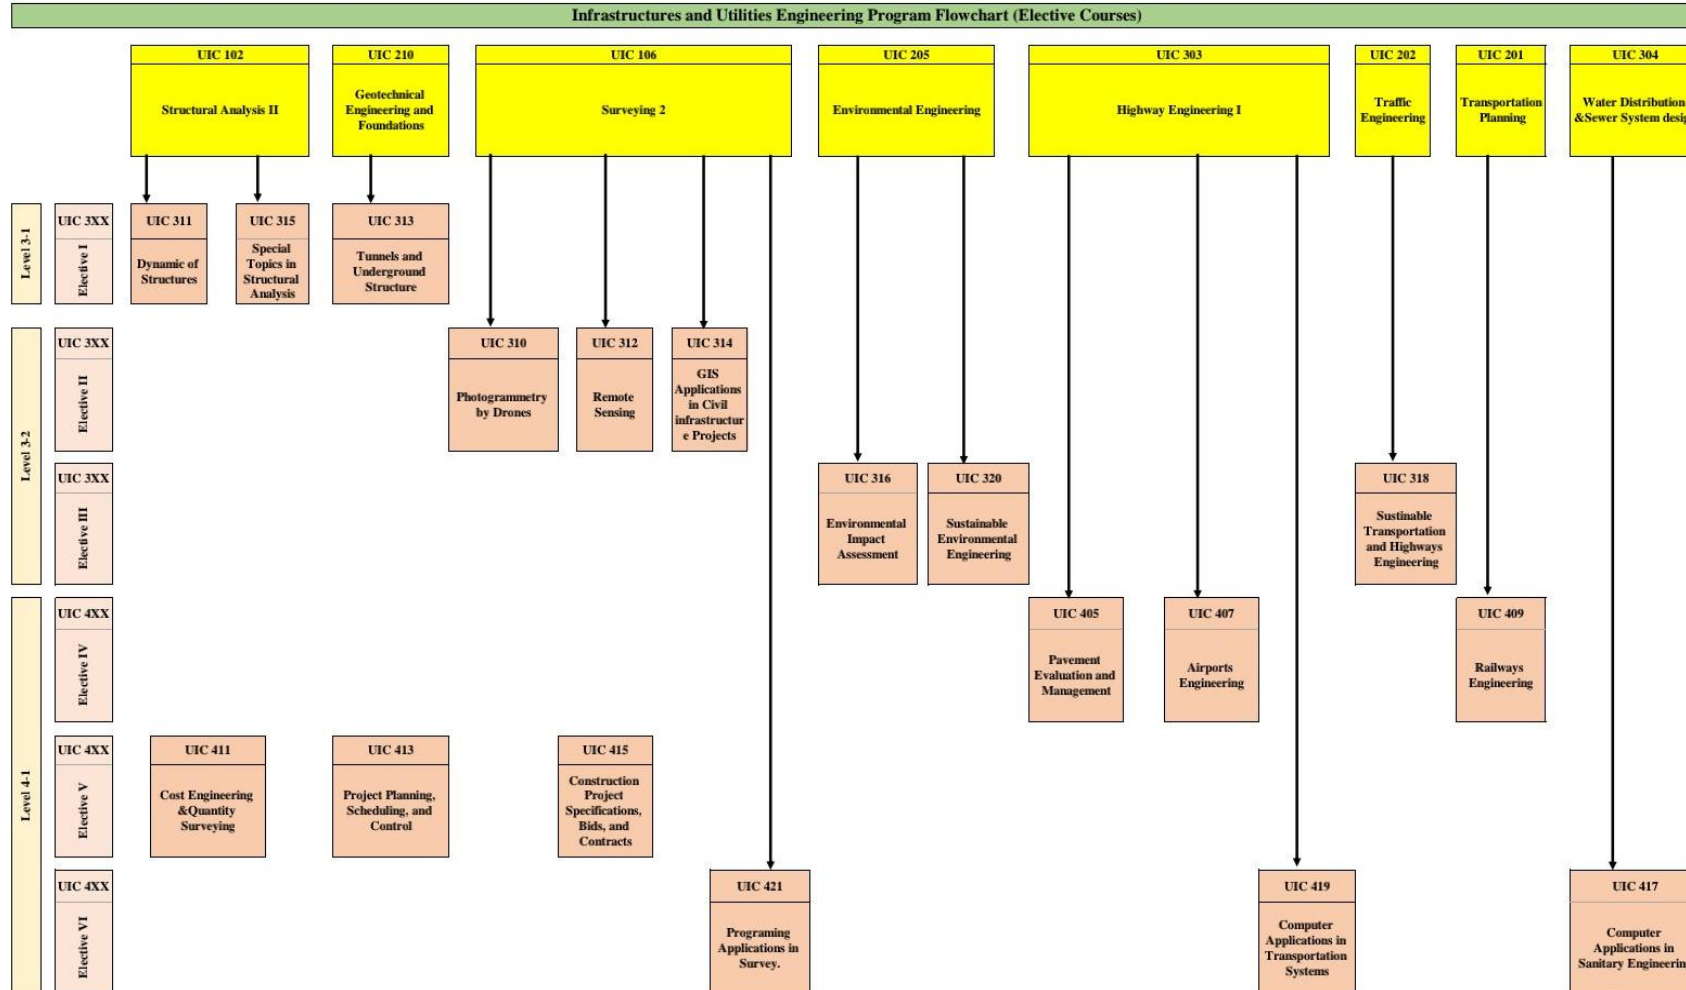 Infrastructures and Utilities Engineering Program Flowchart (Elective Courses)
UIC 102
Structural Analysis II
UIC 210
Geotechnical
Engineering and
Foundations
UIC 106
Surveying 2
UIC 205
Environmental Engineering
UIC 303
Highway Engineering I
UIC 202
Traffic
Engineering
UIC 201
Transportation
Planning
UIC 304
Water Distribution
&Sewer System desig
Level 3-1
UIC 3XX
Elective I
UIC 311
Dynamic of
Structures
UIC 315
Special
Topics in
Structural
Analysis
UIC 313
Tunnels and
Underground
Structure
Level 3-2
UIC 3XX
Elective II
UIC 310
Photogrammetry
by Drones
UIC 312
Remote
Sensing
UIC 314
GIS
Applications
in Civil
infrastructur
e Projects
UIC 3XX
Elective III
UIC 316
Environmental
Impact
Assessment
UIC 320
Sustainable
Environmental
Engineering
UIC 318
Sustinable
Transportation
and Highways
Engineering
Level 4-1
UIC 4XX
Elective IV
UIC 405
Pavement
Evaluation and
Management
UIC 407
Airports
Engineering
UIC 409
Railways
Engineering
UIC 4XX
Elective V
UIC 411
Cost Engineering
&Quantity
Surveying
UIC 413
Project Planning,
Scheduling, and
Control
UIC 415
Construction
Project
Specifications,
Bids, and
Contracts
UIC 4XX
Elective VI
UIC 421
Programing
Applications in
Survey.
UIC 419
Computer
Applications in
Transportation
Systems
UIC 417
Computer
Applications in
Sanitary Engineerin